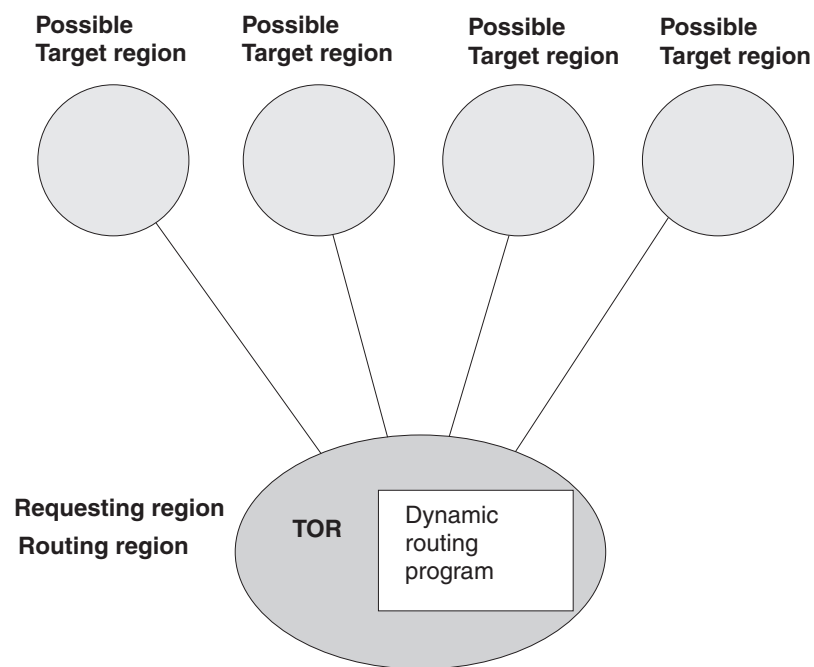 Possible
Target region
Possible
Target region
Possible
Target region
Possible
Target region
Requesting region
Routing region
TOR
Dynamic
routing
program